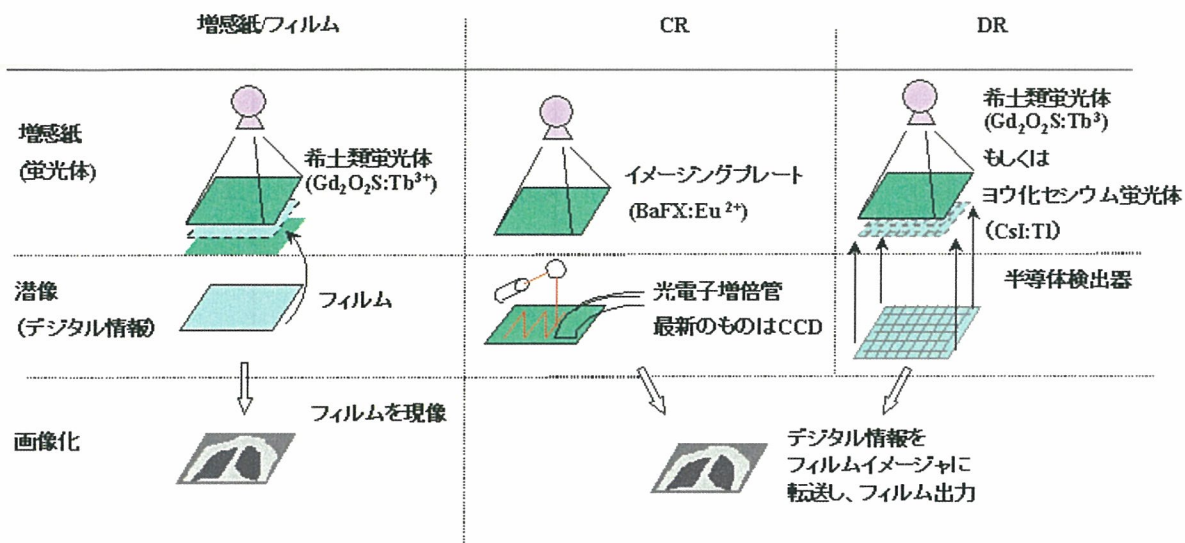 増感紙/フィルム
CR
DR
増感紙
(蛍光体)
希土類蛍光体
(Gd2O2S:Tb3+)
イメージングプレート
(BaFX:Eu2+)
希土類蛍光体
(Gd2O2S:Tb3)
もしくは
ヨウ化セシウム蛍光体
(CsI:Tl)
潜像
(デジタル情報)
フィルム
光電子増倍管
最新のものはCCD
半導体検出器
画像化
フィルムを現像
デジタル情報を
フィルムイメージャに
転送し、フィルム出力